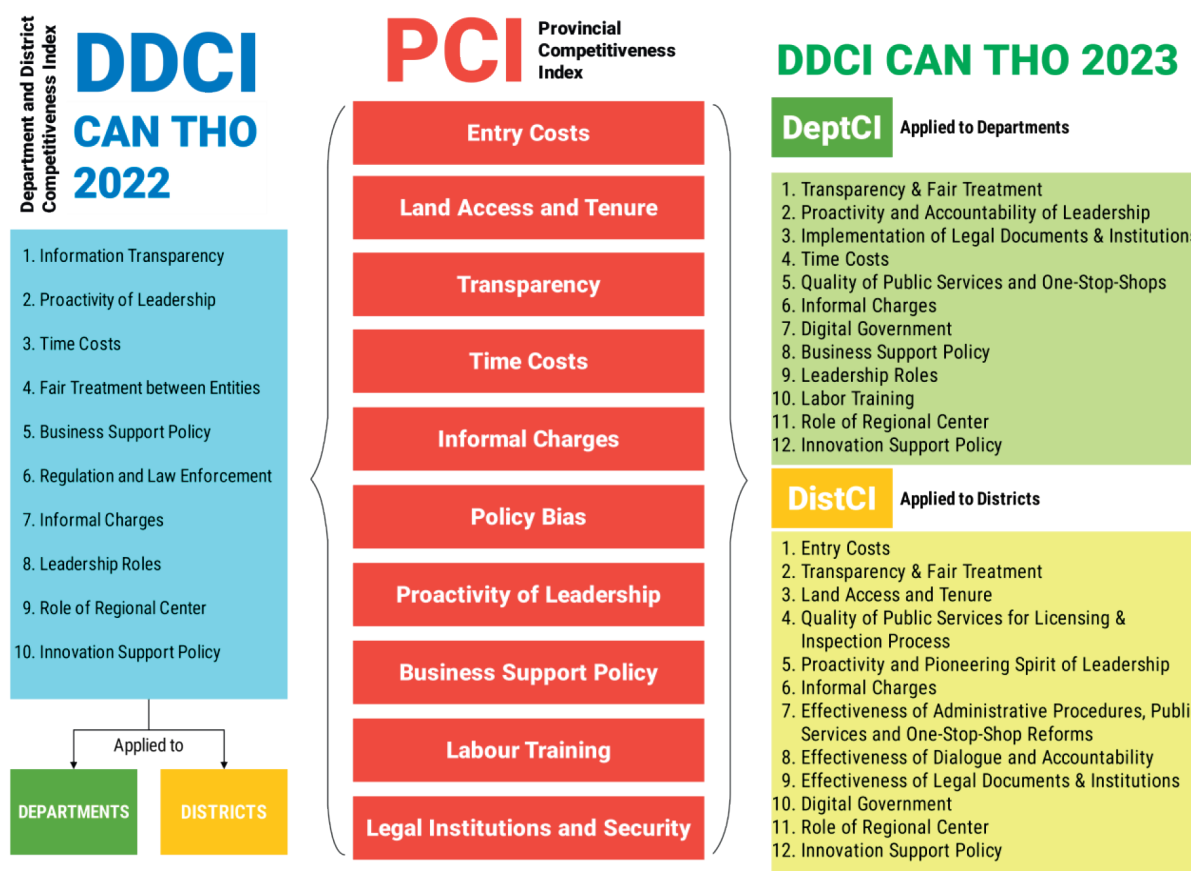 Department and District
Competitiveness Index
DDCI
CAN THO
2022
1. Information Transparency
2. Proactivity of Leadership
3. Time Costs
4. Fair Treatment between Entities
5. Business Support Policy
6. Regulation and Law Enforcement
7. Informal Charges
8. Leadership Roles
9. Role of Regional Center
10. Innovation Support Policy
Applied to
DEPARTMENTS
DISTRICTS
PCI
Provincial
Competitiveness
Index
Entry Costs
Land Access and Tenure
Transparency
Time Costs
Informal Charges
Policy Bias
Proactivity of Leadership
Business Support Policy
Labour Training
Legal Institutions and Security
DDCI CAN THO 2023
DeptCI
Applied to Departments
1. Transparency & Fair Treatment
2. Proactivity and Accountability of Leadership
3. Implementation of Legal Documents & Institutions
4. Time Costs
5. Quality of Public Services and One-Stop-Shops
6. Informal Charges
7. Digital Government
8. Business Support Policy
9. Leadership Roles
10. Labor Training
11. Role of Regional Center
12. Innovation Support Policy
DistCI
Applied to Districts
1. Entry Costs
2. Transparency & Fair Treatment
3. Land Access and Tenure
4. Quality of Public Services for Licensing &
Inspection Process
5. Proactivity and Pioneering Spirit of Leadership
6. Informal Charges
7. Effectiveness of Administrative Procedures, Publi
Services and One-Stop-Shop Reforms
8. Effectiveness of Dialogue and Accountability
9. Effectiveness of Legal Documents & Institutions
10. Digital Government
11. Role of Regional Center
12. Innovation Support Policy